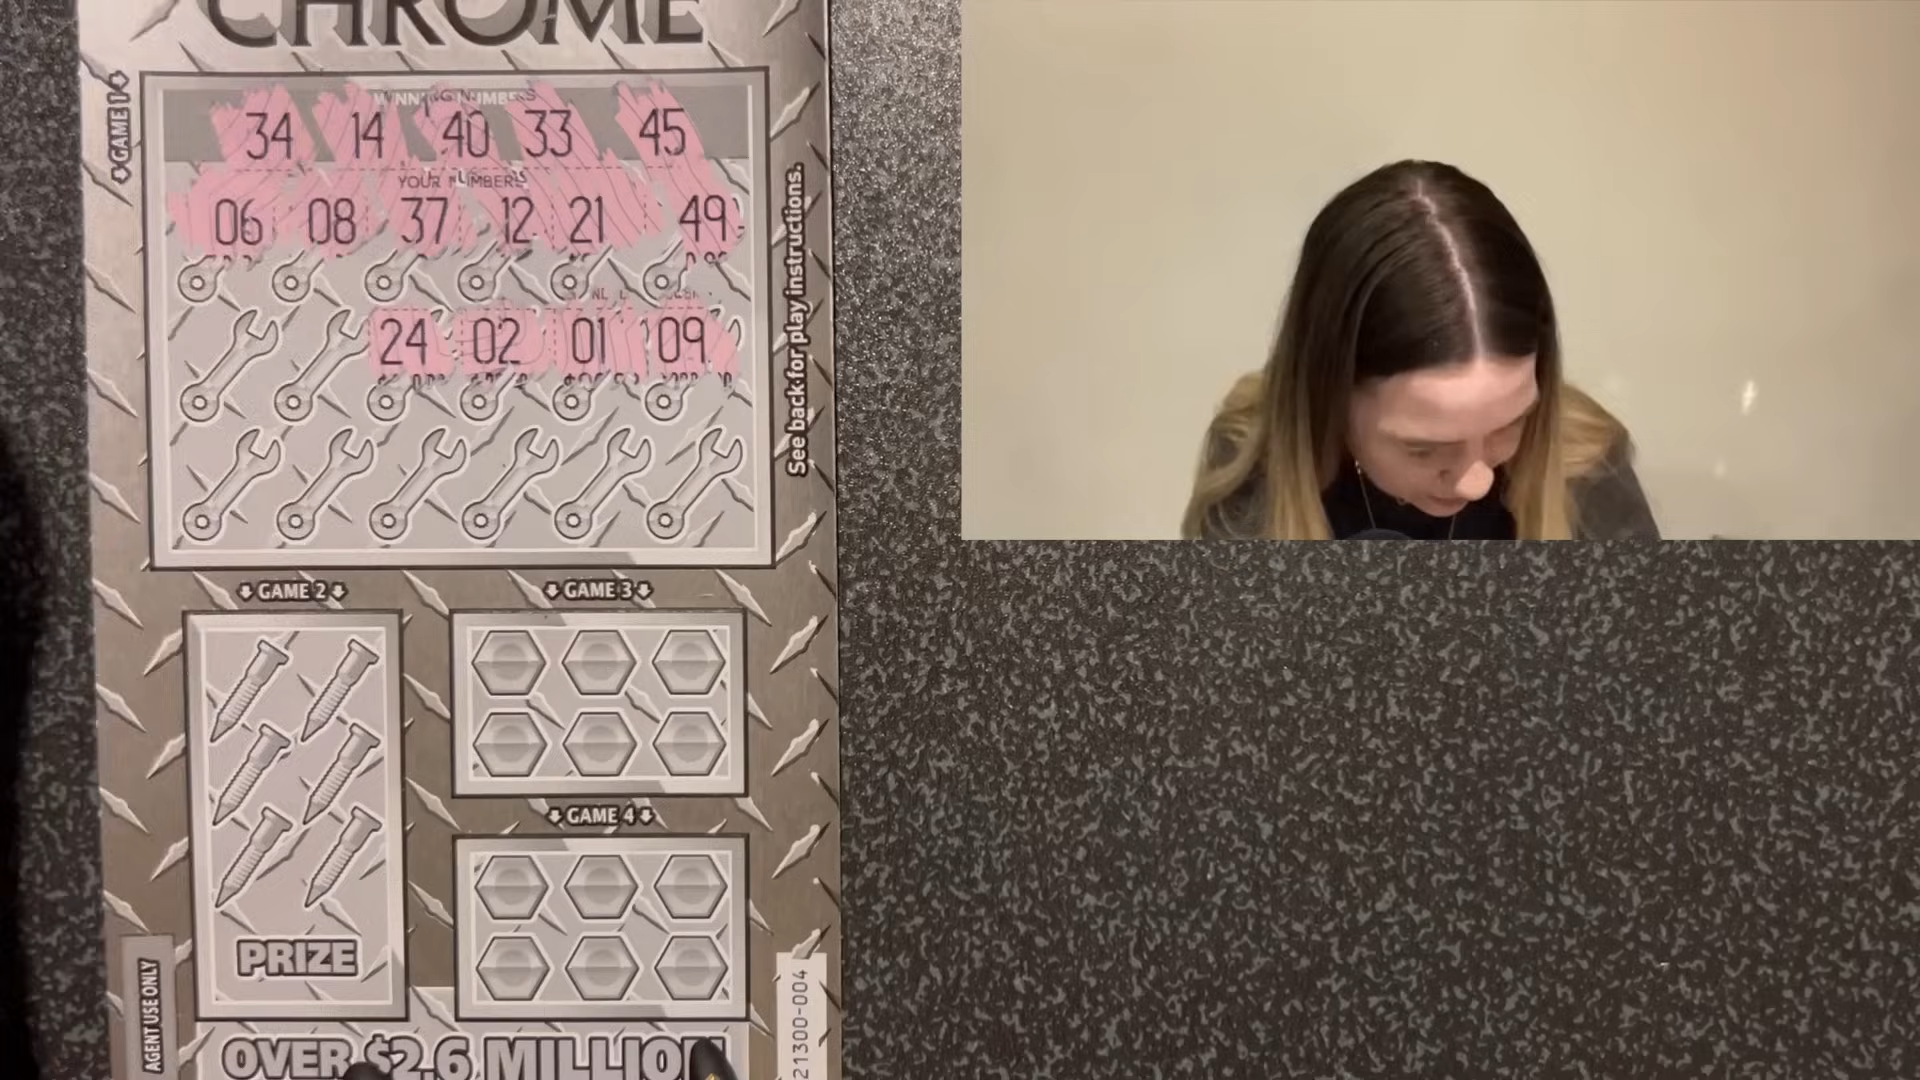 CHROME
GAME 1
WINNING NUMBERS
34 14 40 33 45
YOUR NUMBERS
06 08 37 12 21 49
24 02 01 09
See back for play instructions.
GAME 2
GAME 3
GAME 4
PRIZE
AGENT USE ONLY
21300-004
OVER $2.6 MILLION